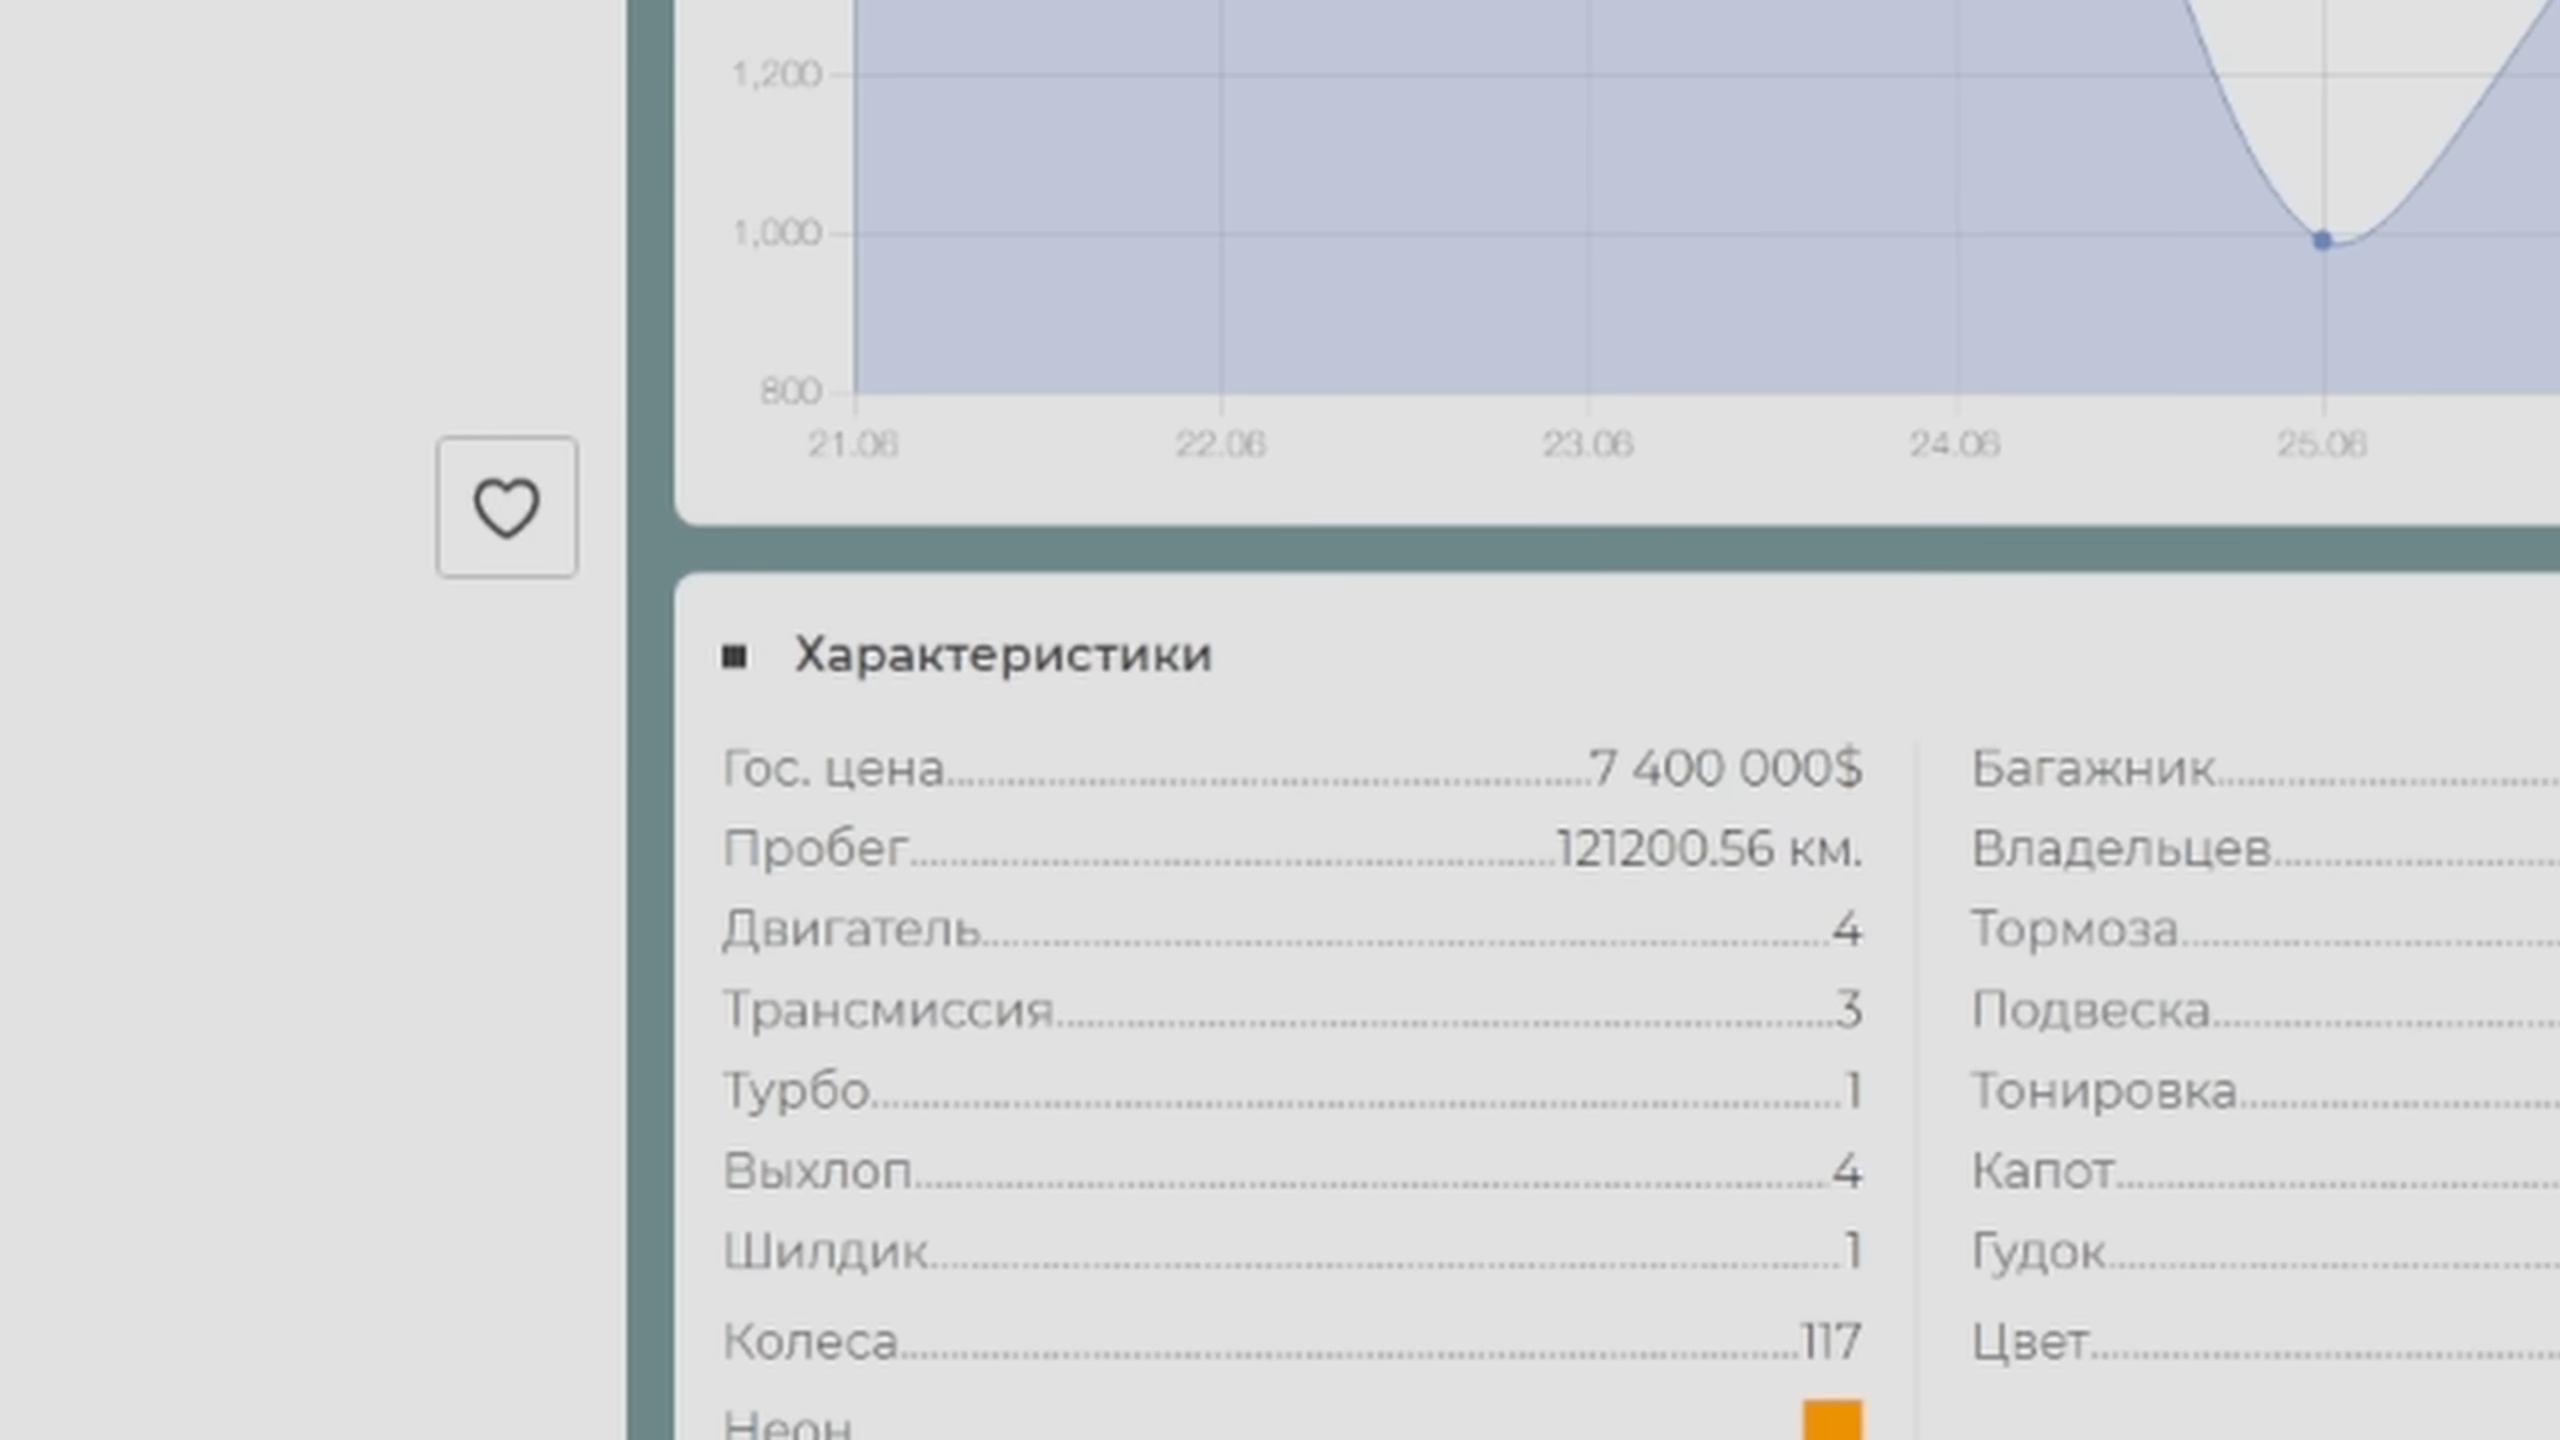 1,200
1,000
800
21.06 22.06 23.06 24.06 25.06
Характеристики
Гос. цена 7 400 000$
Пробег 121200.56 км.
Двигатель 4
Трансмиссия 3
Турбо 1
Выхлоп 4
Шилдик 1
Колеса 117
Неон
Багажник
Владельцев
Тормоза
Подвеска
Тонировка
Капот
Гудок
Цвет